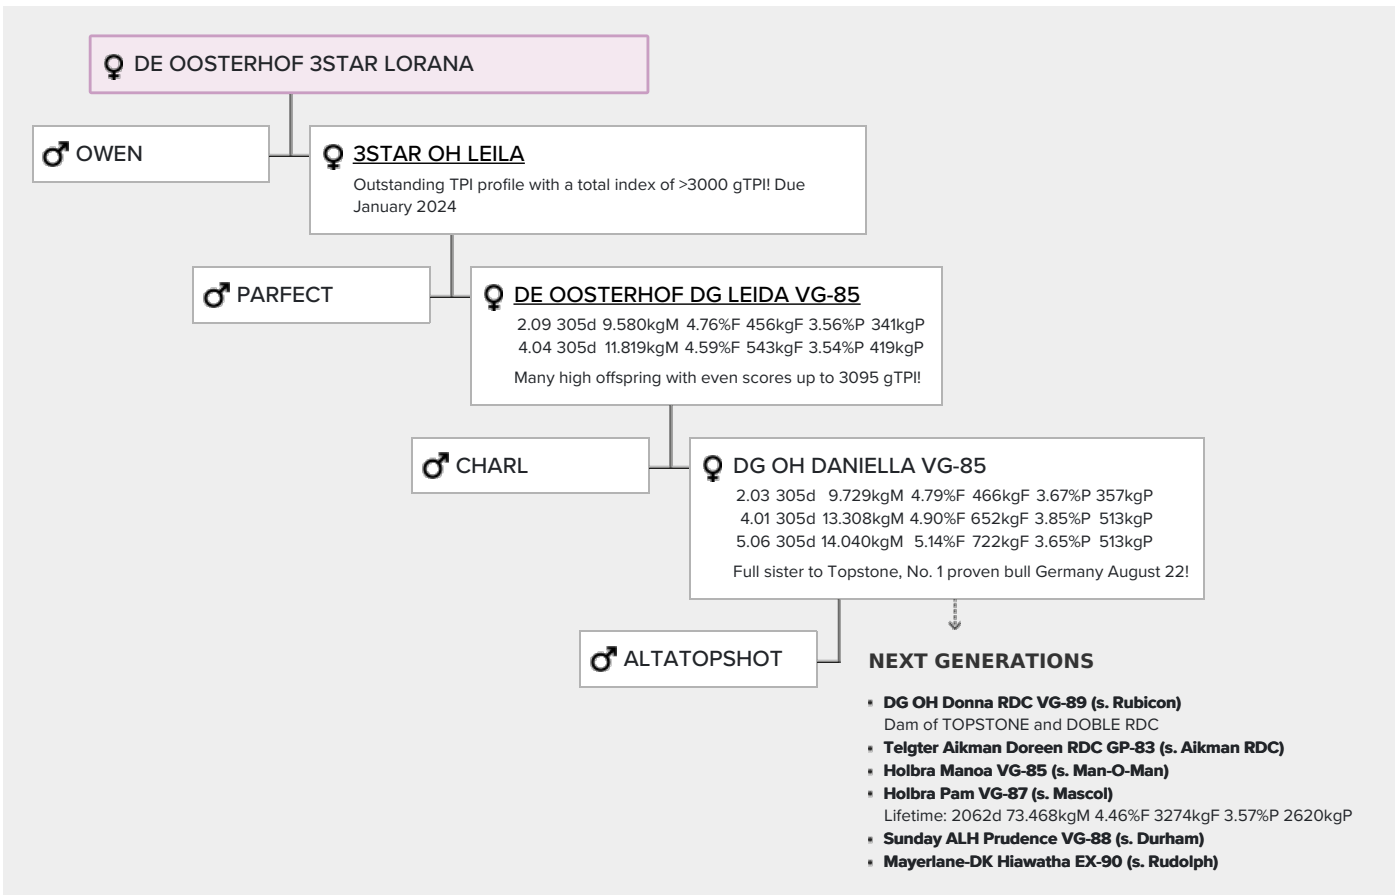 DE OOSTERHOF 3STAR LORANA
OWEN
3STAR OH LEILA
Outstanding TPI profile with a total index of >3000 gTPI! Due
January 2024
PARFECT
DE OOSTERHOF DG LEIDA VG-85
2.09 305d 9.580kgM 4.76%F 456kgF 3.56%P 341kgP
4.04 305d 11.819kgM 4.59%F 543kgF 3.54%P 419kgP
Many high offspring with even scores up to 3095 gTPI!
CHARL
DG OH DANIELLA VG-85
2.03 305d 9.729kgM 4.79%F 466kgF 3.67%P 357kgP
4.01 305d 13.308kgM 4.90%F 652kgF 3.85%P 513kgP
5.06 305d 14.040kgM 5.14%F 722kgF 3.65%P 513kgP
Full sister to Topstone, No. 1 proven bull Germany August 22!
ALTATOPSHOT
NEXT GENERATIONS
▪ DG OH Donna RDC VG-89 (s. Rubicon)
Dam of TOPSTONE and DOBLE RDC
▪ Telgter Aikman Doreen RDC GP-83 (s. Aikman RDC)
▪ Holbra Manoa VG-85 (s. Man-O-Man)
▪ Holbra Pam VG-87 (s. Mascol)
Lifetime: 2062d 73.468kgM 4.46%F 3274kgF 3.57%P 2620kgP
▪ Sunday ALH Prudence VG-88 (s. Durham)
▪ Mayerlane-DK Hiawatha EX-90 (s. Rudolph)